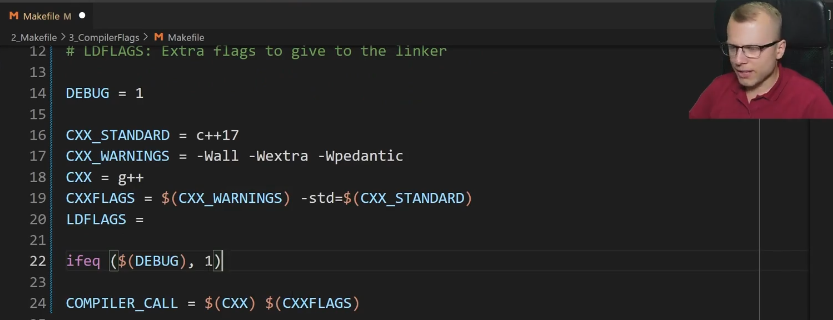 Makefile M
2_Makefile > 3_CompilerFlags > Makefile
12 # LDFLAGS: Extra flags to give to the linker
13
14 DEBUG = 1
15
16 CXX_STANDARD = c++17
17 CXX_WARNINGS = -Wall -Wextra -Wpedantic
18 CXX = g++
19 CXXFLAGS = $(CXX_WARNINGS) -std=$(CXX_STANDARD)
20 LDFLAGS =
21
22 ifeq ($(DEBUG), 1)
23
24 COMPILER_CALL = $(CXX) $(CXXFLAGS)